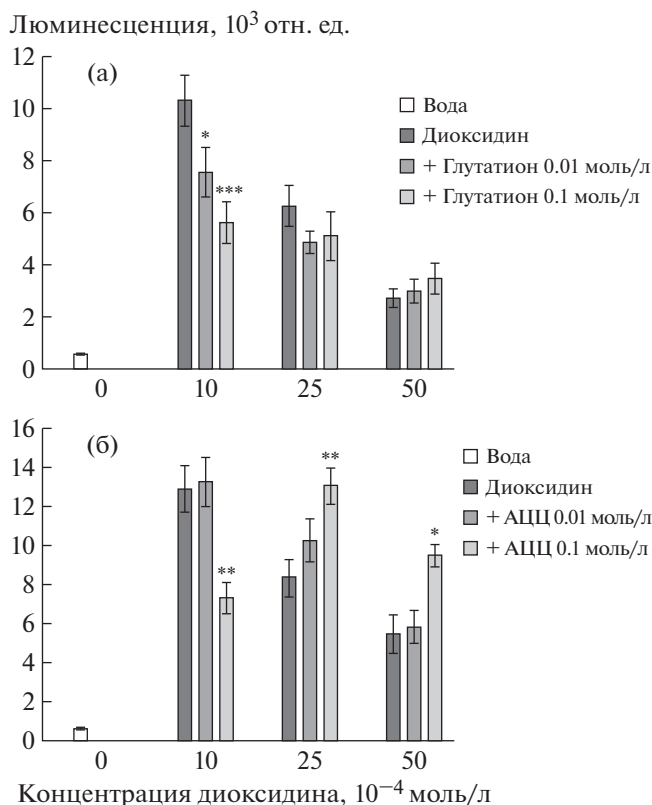 Люминесценция, 10³ отн. ед.
12
(а)
Вода
10
Диоксидин
*
+ Глутатион 0.01 моль/л
8
***
+ Глутатион 0.1 моль/л
6
4
2
0
0 10 25 50
16
(б)
Вода
14
**
Диоксидин
12
+ АЦЦ 0.01 моль/л
10
*
+ АЦЦ 0.1 моль/л
8
**
6
4
2
0
0 10 25 50
Концентрация диоксидина, 10⁻⁴ моль/л